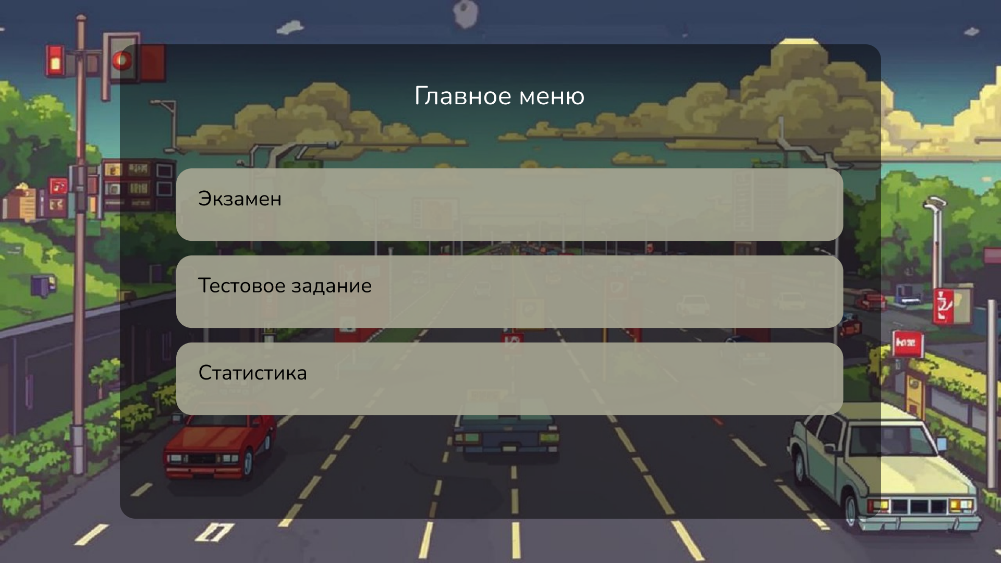 Главное меню
Экзамен
Тестовое задание
Статистика